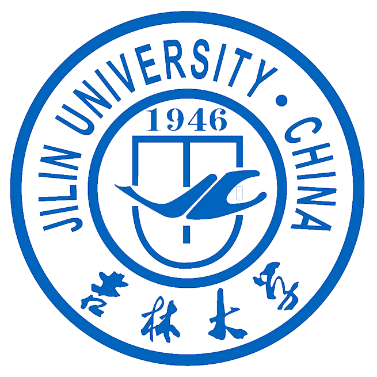 JILIN UNIVERSITY · CHINA
1946
吉林大学